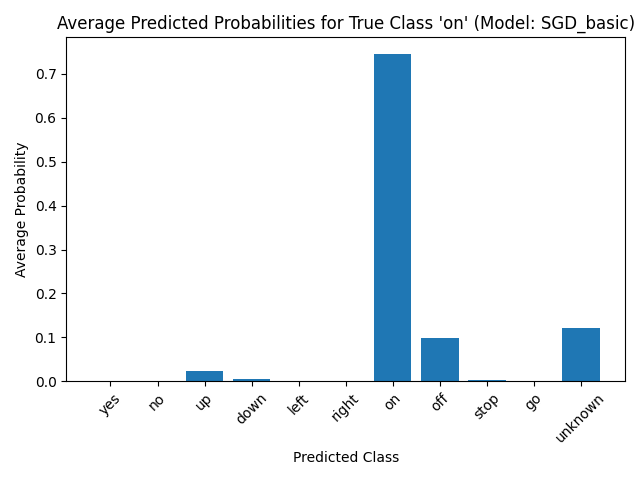 Average Predicted Probabilities for True Class 'on' (Model: SGD_basic)
Average Probability
0.7
0.6
0.5
0.4
0.3
0.2
0.1
0.0
yes
no
up
down
left
right
on
off
stop
go
unknown
Predicted Class